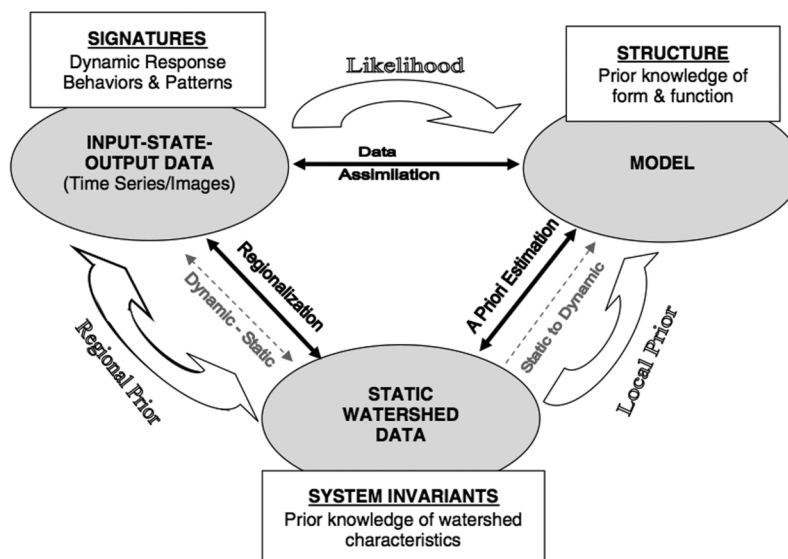 SIGNATURES
Dynamic Response
Behaviors & Patterns
Likelihood
STRUCTURE
Prior knowledge of
form & function
INPUT-STATE-
OUTPUT DATA
(Time Series/Images)
Data
Assimilation
MODEL
Regional Prior
Dynamic - Static
Regionalization
A Priori Estimation
Static to Dynamic
Local Prior
STATIC
WATERSHED
DATA
SYSTEM INVARIANTS
Prior knowledge of watershed
characteristics